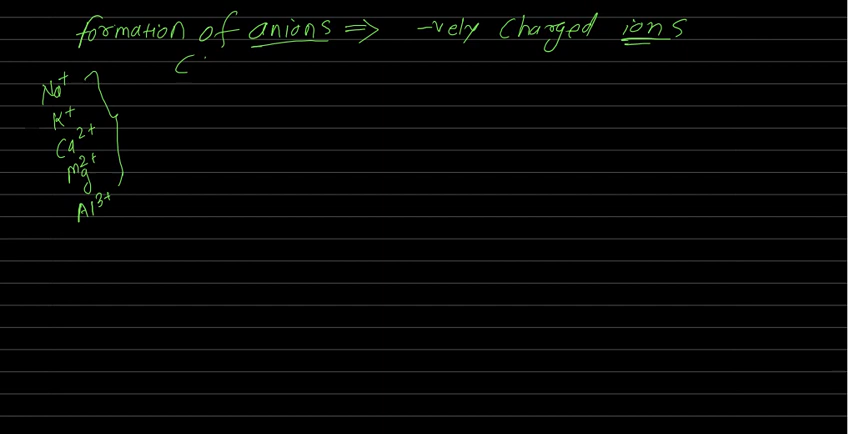 formation of anions => -vely charged ions
(
Na⁺
K⁺
Ca²⁺
Mg²⁺
Al³⁺